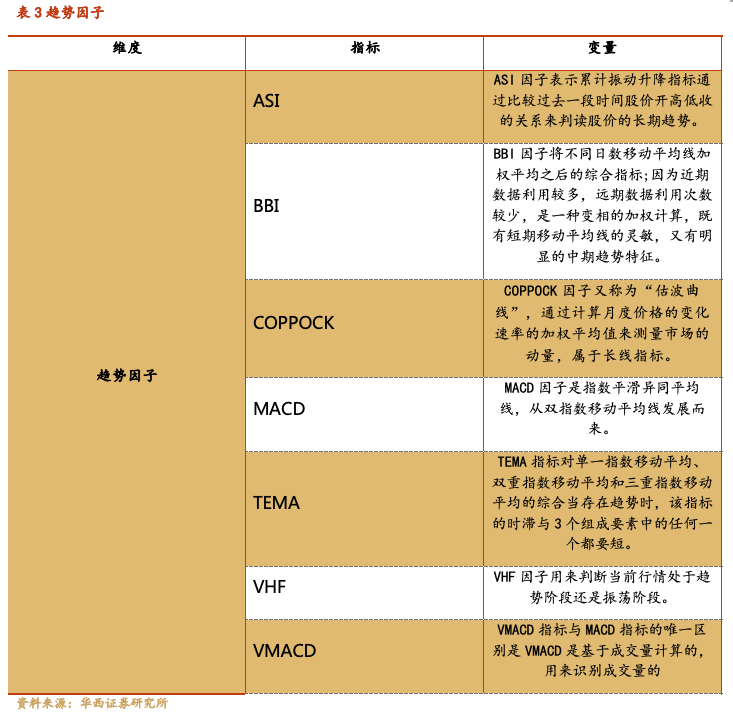 表 3 趋势因子
维度 指标 变量
趋势因子
ASI
ASI 因子表示累计振动升降指标通
过比较过去一段时间股价开高低收
的关系来判读股价的长期趋势。
BBI
BBI 因子将不同日数移动平均线加
权平均之后的综合指标;因为近期
数据利用较多，远期数据利用次数
较少，是一种变相的加权计算，既
有短期移动平均线的灵敏，又有明
显的中期趋势特征。
COPPOCK
COPPOCK 因子又称为“估波曲
线”，通过计算月度价格的变化
速率的加权平均值来测量市场的
动量，属于长线指标。
MACD
MACD 因子是指数平滑异同平均
线，从双指数移动平均线发展而
来。
TEMA
TEMA 指标对单一指数移动平均、
双重指数移动平均和三重指数移动
平均的综合当存在趋势时，该指标
的时滞与 3 个组成要素中的任何一
个都要短。
VHF
VHF 因子用来判断当前行情处于趋
势阶段还是振荡阶段。
VMACD
VMACD 指标与 MACD 指标的唯一区
别是 VMACD 是基于成交量计算的，
用来识别成交量的
资料来源：华西证券研究所